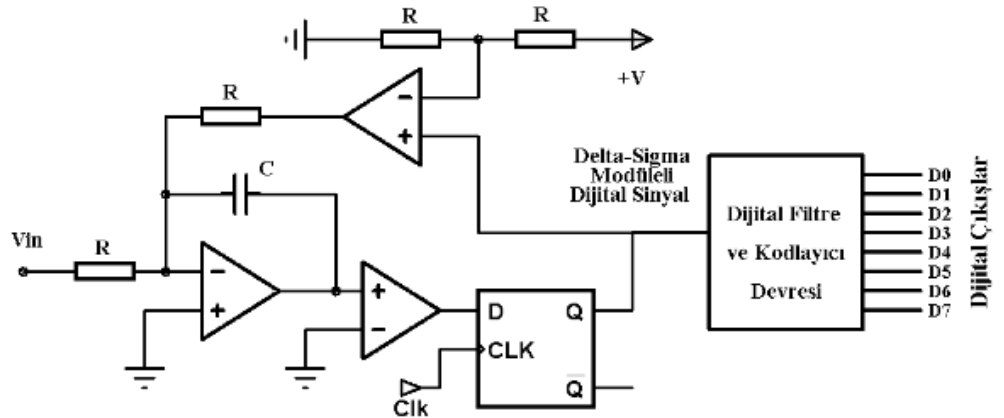 R
R
+V
R
C
Delta-Sigma
Modüleli
Dijital Sinyal
Vin
R
D
Q
CLK
Q
Clk
Dijital Filtre
ve Kodlayıcı
Devresi
D0
D1
D2
D3
D4
D5
D6
D7
Dijital Çıkışlar